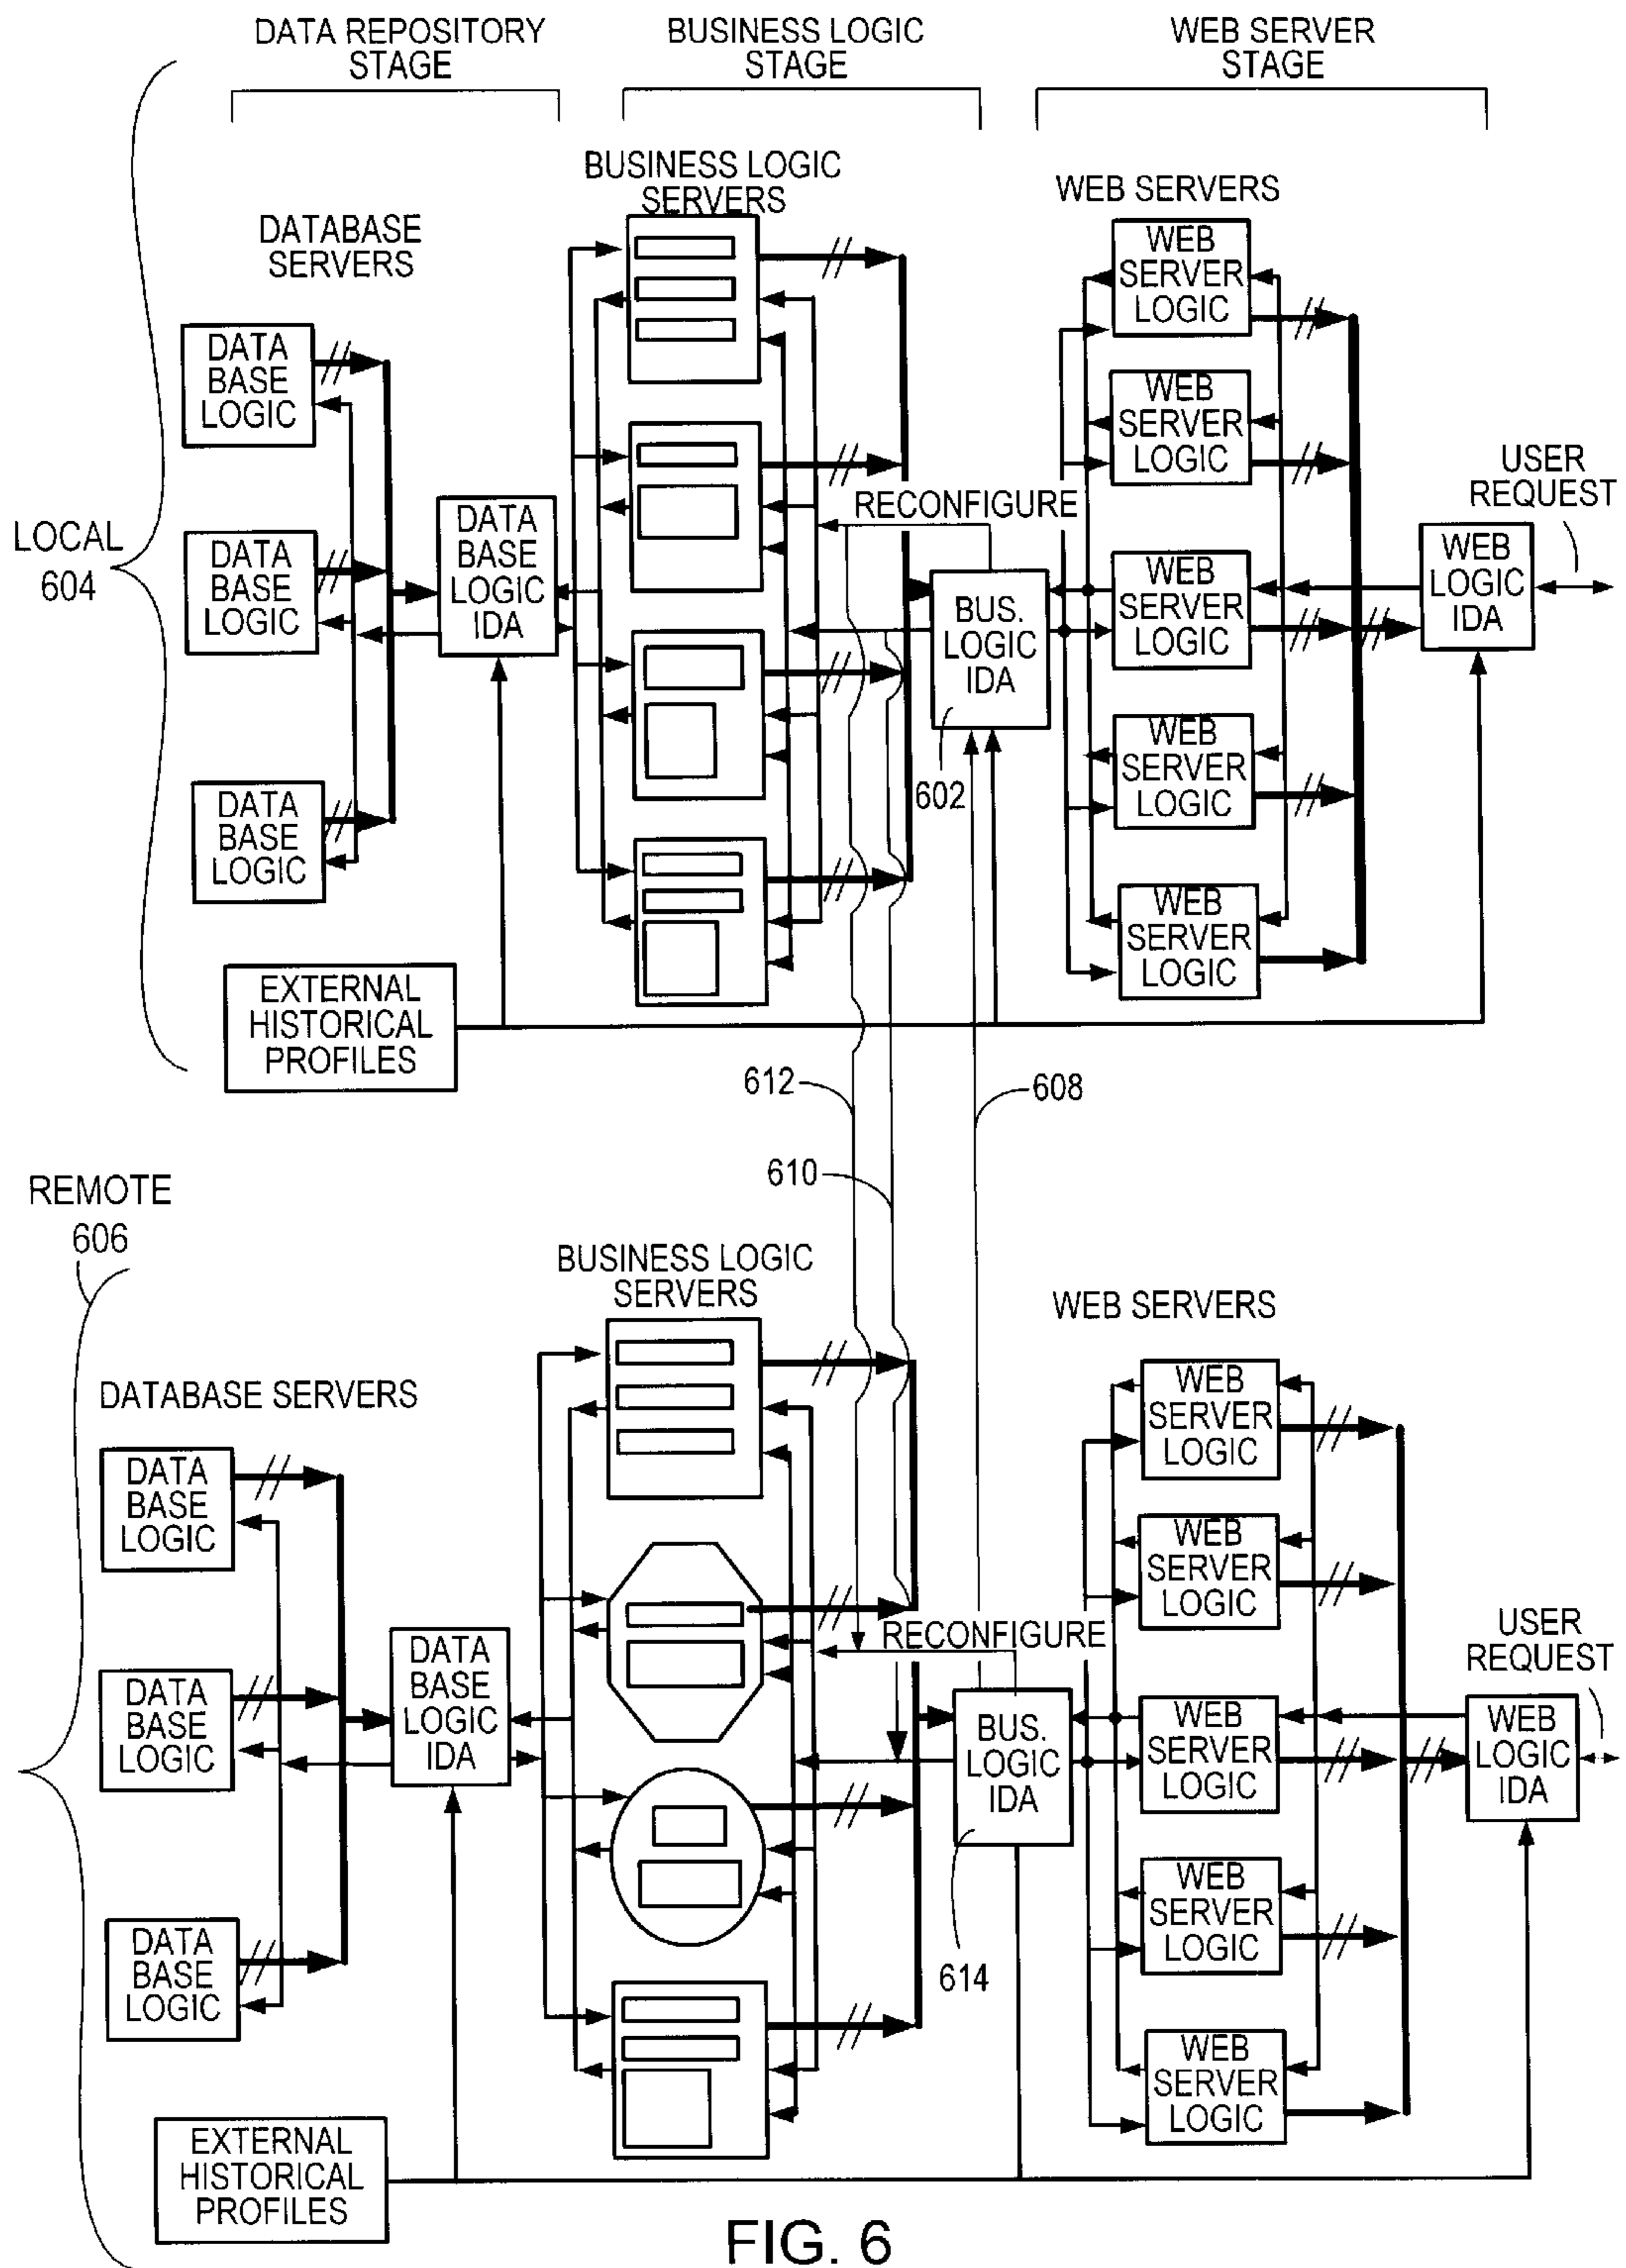 DATA REPOSITORY
STAGE
BUSINESS LOGIC
STAGE
WEB SERVER
STAGE
BUSINESS LOGIC
SERVERS
WEB SERVERS
DATABASE
SERVERS
WEB
SERVER
LOGIC
DATA
BASE
LOGIC
WEB
SERVER
LOGIC
USER
REQUEST
RECONFIGURE
LOCAL
604
DATA
BASE
LOGIC
DATA
BASE
LOGIC
IDA
BUS.
LOGIC
IDA
WEB
SERVER
LOGIC
WEB
LOGIC
IDA
602
WEB
SERVER
LOGIC
DATA
BASE
LOGIC
WEB
SERVER
LOGIC
EXTERNAL
HISTORICAL
PROFILES
612
608
610
REMOTE
606
BUSINESS LOGIC
SERVERS
WEB SERVERS
DATABASE SERVERS
WEB
SERVER
LOGIC
DATA
BASE
LOGIC
WEB
SERVER
LOGIC
USER
REQUEST
RECONFIGURE
DATA
BASE
LOGIC
DATA
BASE
LOGIC
IDA
BUS.
LOGIC
IDA
WEB
SERVER
LOGIC
WEB
LOGIC
IDA
WEB
SERVER
LOGIC
614
DATA
BASE
LOGIC
WEB
SERVER
LOGIC
EXTERNAL
HISTORICAL
PROFILES
FIG. 6